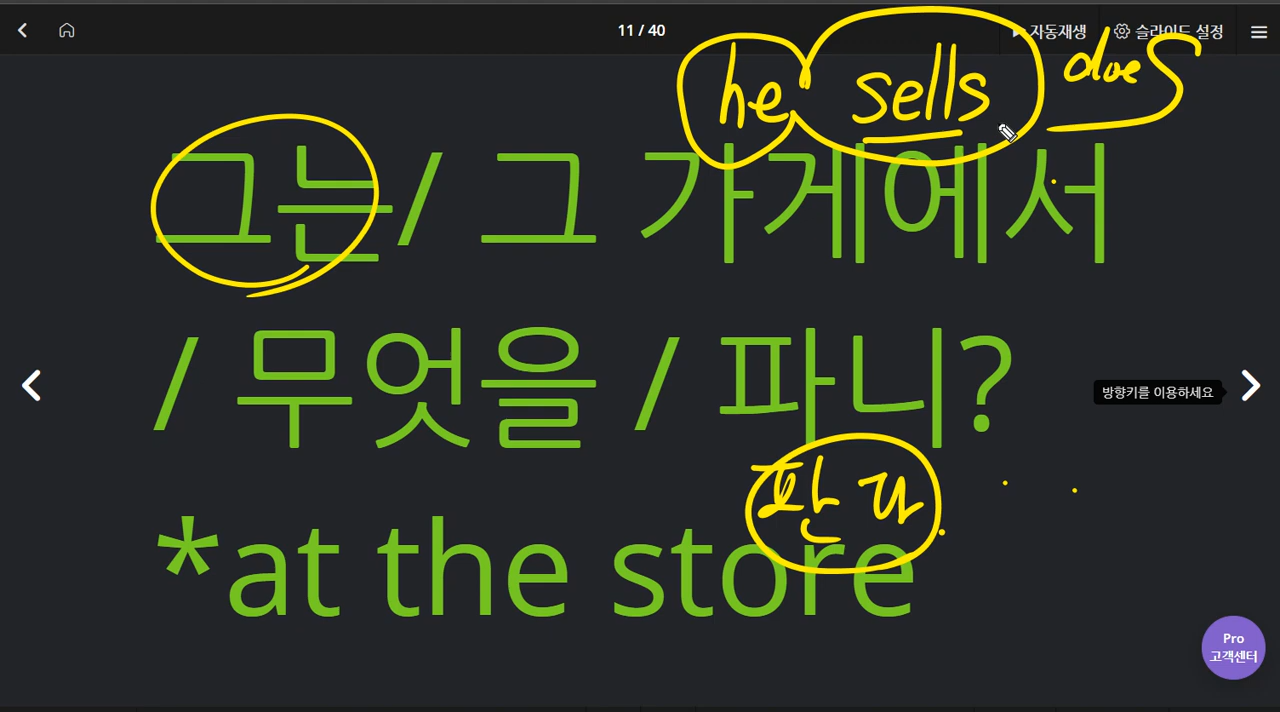 11 / 40
자동재생
슬라이드 설정
he sells does
그는/ 그 가게에서
/ 무엇을 / 파니?
방향키를 이용하세요
판다
*at the store
Pro
고객센터